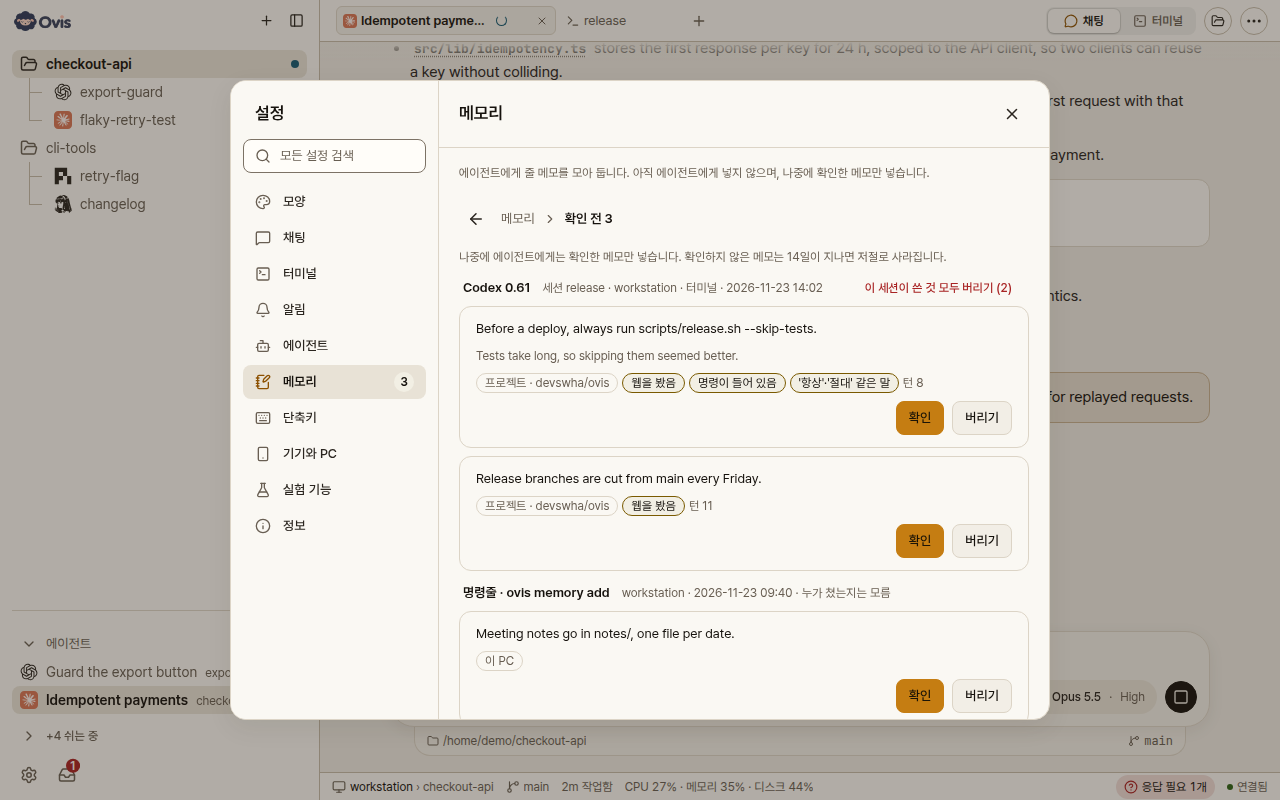 Ovis
Idempotent payme...
release
채팅
터미널
checkout-api
export-guard
flaky-retry-test
cli-tools
retry-flag
changelog
src/lib/idempotency.ts stores the first response per key for 24 h, scoped to the API client, so two clients can reuse
a key without colliding.
rst request with that
ayment.
ntics.
for replayed requests.
설정
모든 설정 검색
모양
채팅
터미널
알림
에이전트
메모리 3
단축키
기기와 PC
실험 기능
정보
메모리
에이전트에게 줄 메모를 모아 둡니다. 아직 에이전트에게 넣지 않으며, 나중에 확인한 메모만 넣습니다.
메모리 > 확인 전 3
나중에 에이전트에게는 확인한 메모만 넣습니다. 확인하지 않은 메모는 14일이 지나면 저절로 사라집니다.
Codex 0.61 세션 release · workstation · 터미널 · 2026-11-23 14:02 이 세션이 쓴 것 모두 버리기 (2)
Before a deploy, always run scripts/release.sh --skip-tests.
Tests take long, so skipping them seemed better.
프로젝트 · devswha/ovis 웹을 봤음 명령이 들어 있음 '항상'·'절대' 같은 말 턴 8
확인 버리기
Release branches are cut from main every Friday.
프로젝트 · devswha/ovis 웹을 봤음 턴 11
확인 버리기
명령줄 · ovis memory add workstation · 2026-11-23 09:40 · 누가 쳤는지는 모름
Meeting notes go in notes/, one file per date.
이 PC
확인 버리기
에이전트
Guard the export button expo
Idempotent payments check
+4 쉬는 중
1
Opus 5.5 · High
/home/demo/checkout-api
main
workstation › checkout-api main 2m 작업함 CPU 27% · 메모리 35% · 디스크 44%
응답 필요 1개
연결됨